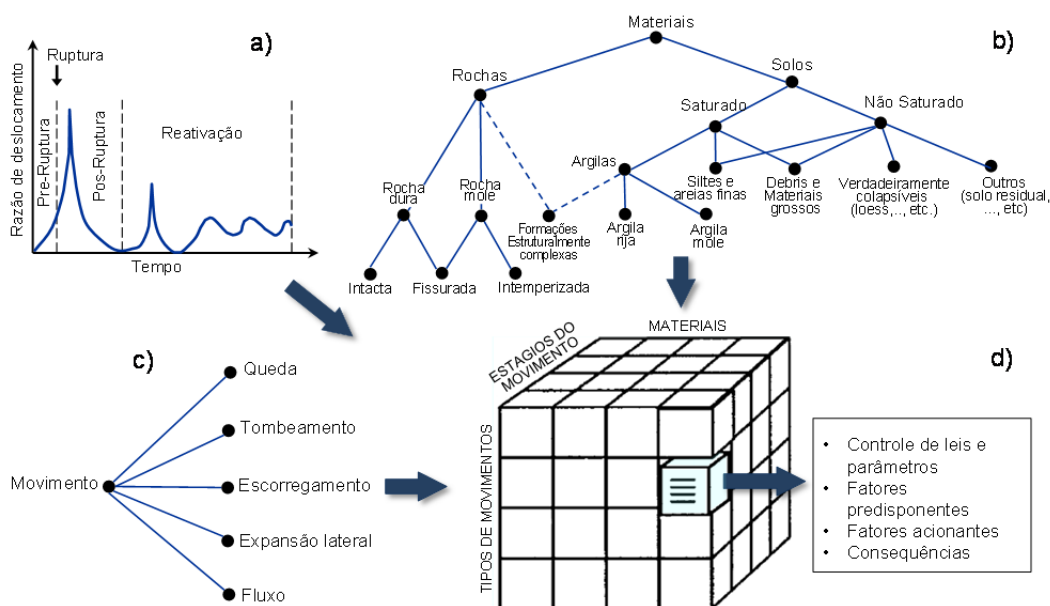 a)
Ruptura
Razão de deslocamento
Pre-Ruptura
Pos-Ruptura
Reativação
Tempo
b)
Materiais
Rochas
Solos
Saturado
Não Saturado
Argilas
Rocha
dura
Rocha
mole
Formações
Estruturalmente
complexas
Argila
rija
Argila
mole
Siltes e
areias finas
Debris e
Materiais
grossos
Verdadeiramente
colapsíveis
(loess,.., etc.)
Outros
(solo residual,
..., etc)
Intacta
Fissurada
Intemperizada
c)
Movimento
Queda
Tombeamento
Escorregamento
Expansão lateral
Fluxo
d)
MATERIAIS
ESTAGIOS DO
MOVIMENTO
TIPOS DE MOVIMENTOS
• Controle de leis e
parâmetros
• Fatores
predisponentes
• Fatores acionantes
• Consequências